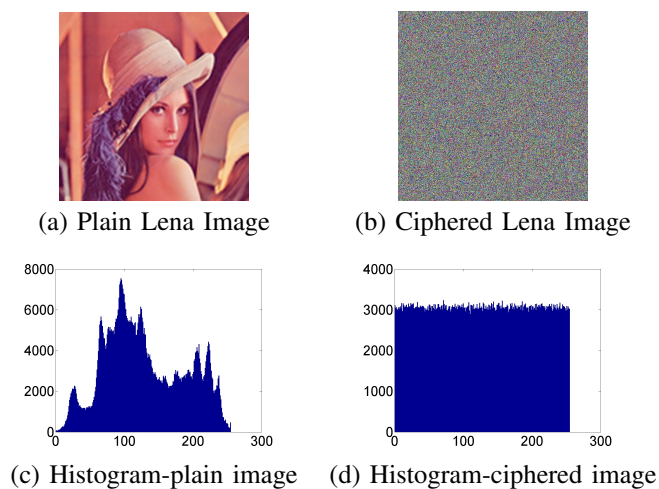 (a) Plain Lena Image
(b) Ciphered Lena Image
8000
6000
4000
2000
0
0 100 200 300
4000
3000
2000
1000
0
0 100 200 300
(c) Histogram-plain image
(d) Histogram-ciphered image